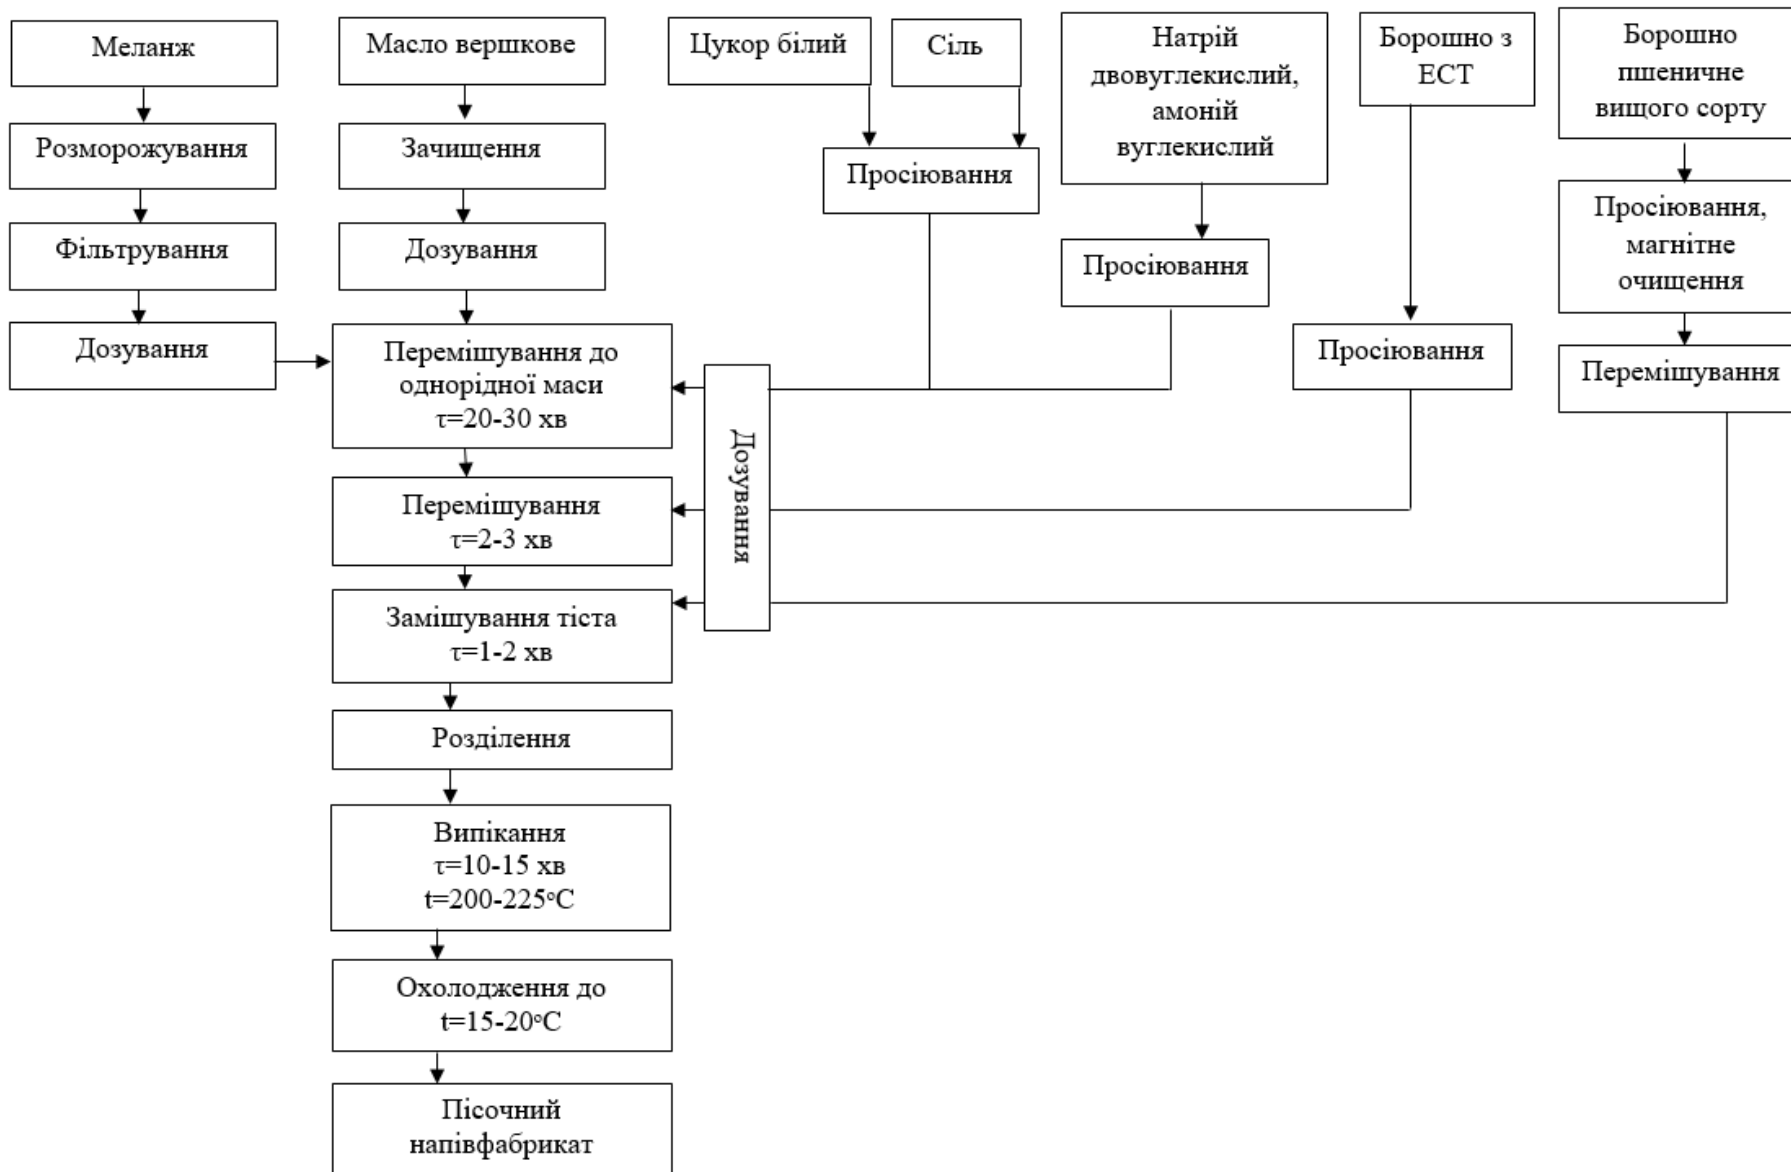 Меланж
Масло вершкове
Цукор білий
Сіль
Натрій
двовуглекислий,
амоній
вуглекислий
Борошно з
ЕСТ
Борошно
пшеничне
вищого сорту
Розморожування
Зачищення
Просіювання
Фільтрування
Дозування
Просіювання
Просіювання,
магнітне
очищення
Дозування
Перемішування до
однорідної маси
τ=20-30 хв
Просіювання
Перемішування
Дозування
Перемішування
τ=2-3 хв
Замішування тіста
τ=1-2 хв
Розділення
Випікання
τ=10-15 хв
t=200-225°С
Охолодження до
t=15-20°С
Пісочний
напівфабрикат